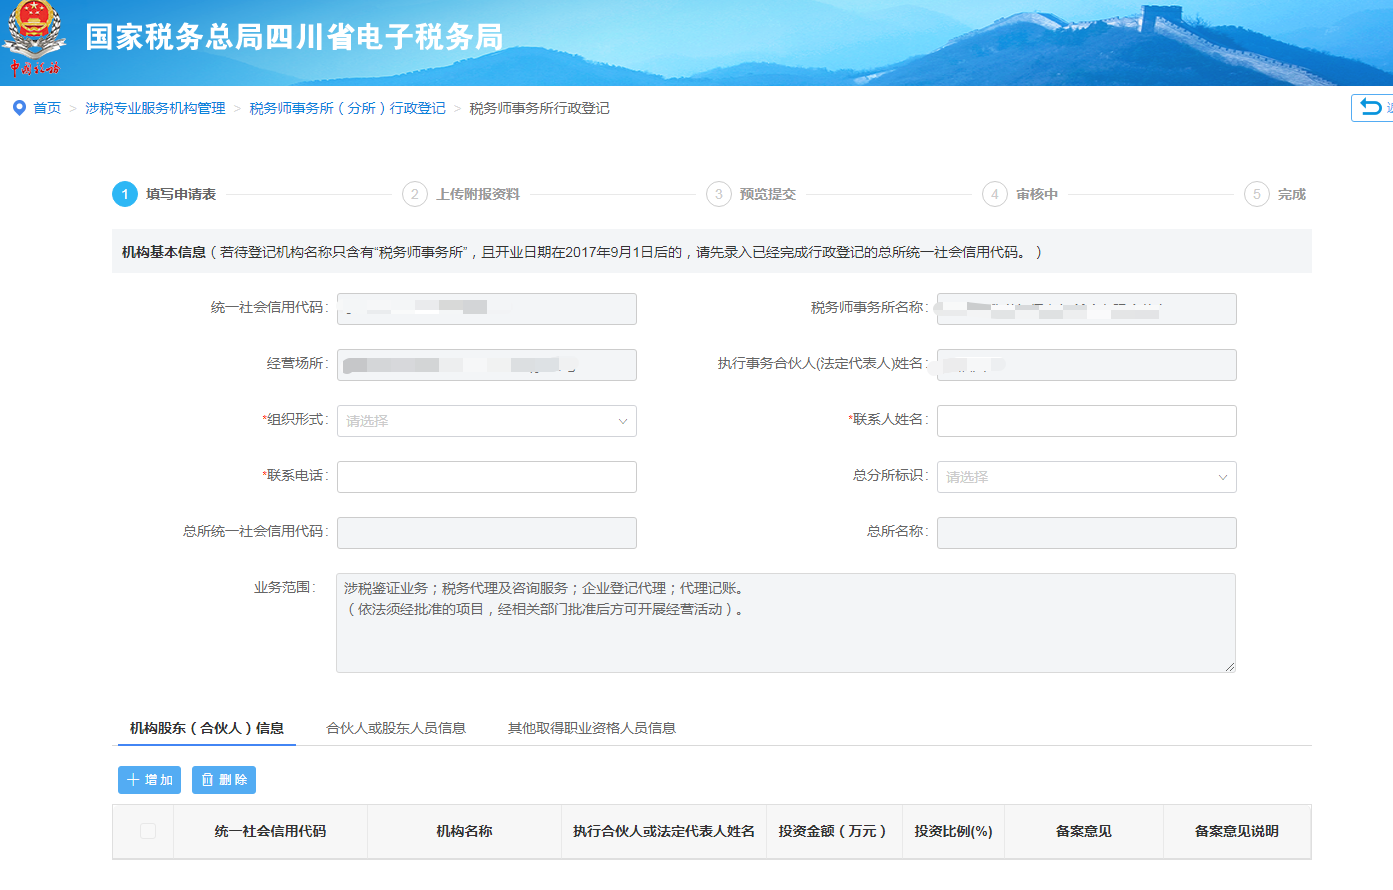 中国税务
国家税务总局四川省电子税务局
首页 > 涉税专业服务机构管理 > 税务师事务所（分所）行政登记 > 税务师事务所行政登记
1 填写申请表 2 上传附报资料 3 预览提交 4 审核中 5 完成
机构基本信息（若待登记机构名称只含有“税务师事务所”，且开业日期在2017年9月1日后的，请先录入已经完成行政登记的总所统一社会信用代码。）
统一社会信用代码: 税务师事务所名称:
经营场所: 执行事务合伙人(法定代表人)姓名:
*组织形式: 请选择 *联系人姓名:
*联系电话: 总分所标识: 请选择
总所统一社会信用代码: 总所名称:
业务范围: 涉税鉴证业务；税务代理及咨询服务；企业登记代理；代理记账。
（依法须经批准的项目，经相关部门批准后方可开展经营活动）。
机构股东（合伙人）信息 合伙人或股东人员信息 其他取得职业资格人员信息
增加 删除
统一社会信用代码 机构名称 执行合伙人或法定代表人姓名 投资金额（万元） 投资比例(%) 备案意见 备案意见说明